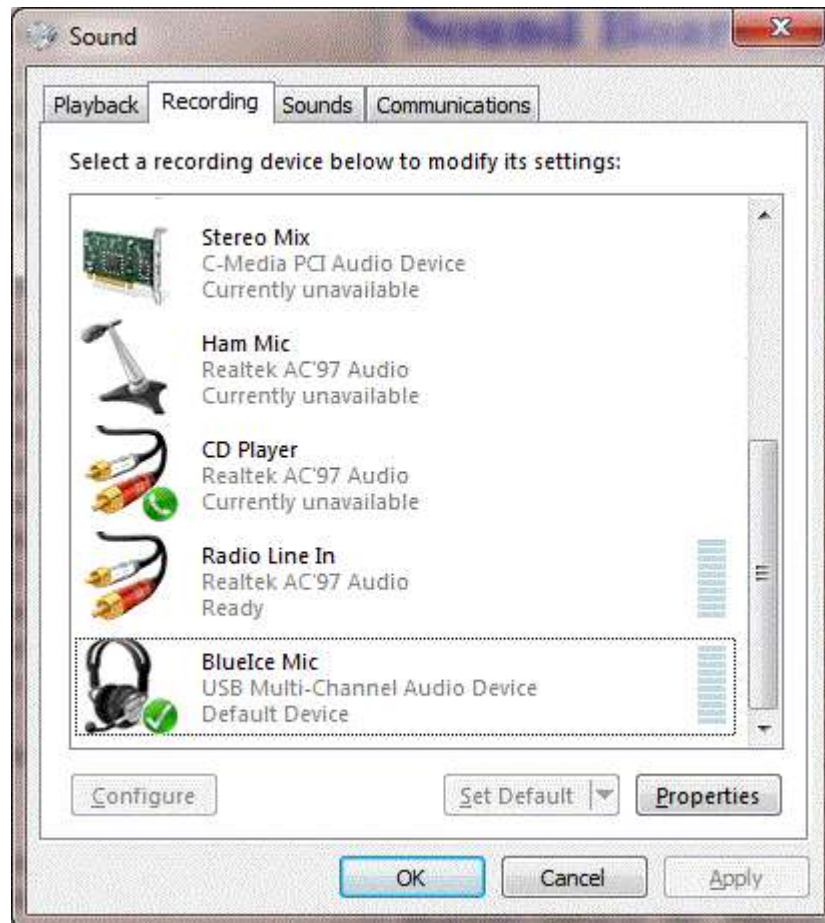 Sound
Sound Boar
Playback Recording Sounds Communications
Select a recording device below to modify its settings:
Stereo Mix
C-Media PCI Audio Device
Currently unavailable
Ham Mic
Realtek AC'97 Audio
Currently unavailable
CD Player
Realtek AC'97 Audio
Currently unavailable
Radio Line In
Realtek AC'97 Audio
Ready
BlueIce Mic
USB Multi-Channel Audio Device
Default Device
Configure Set Default Properties
OK Cancel Apply